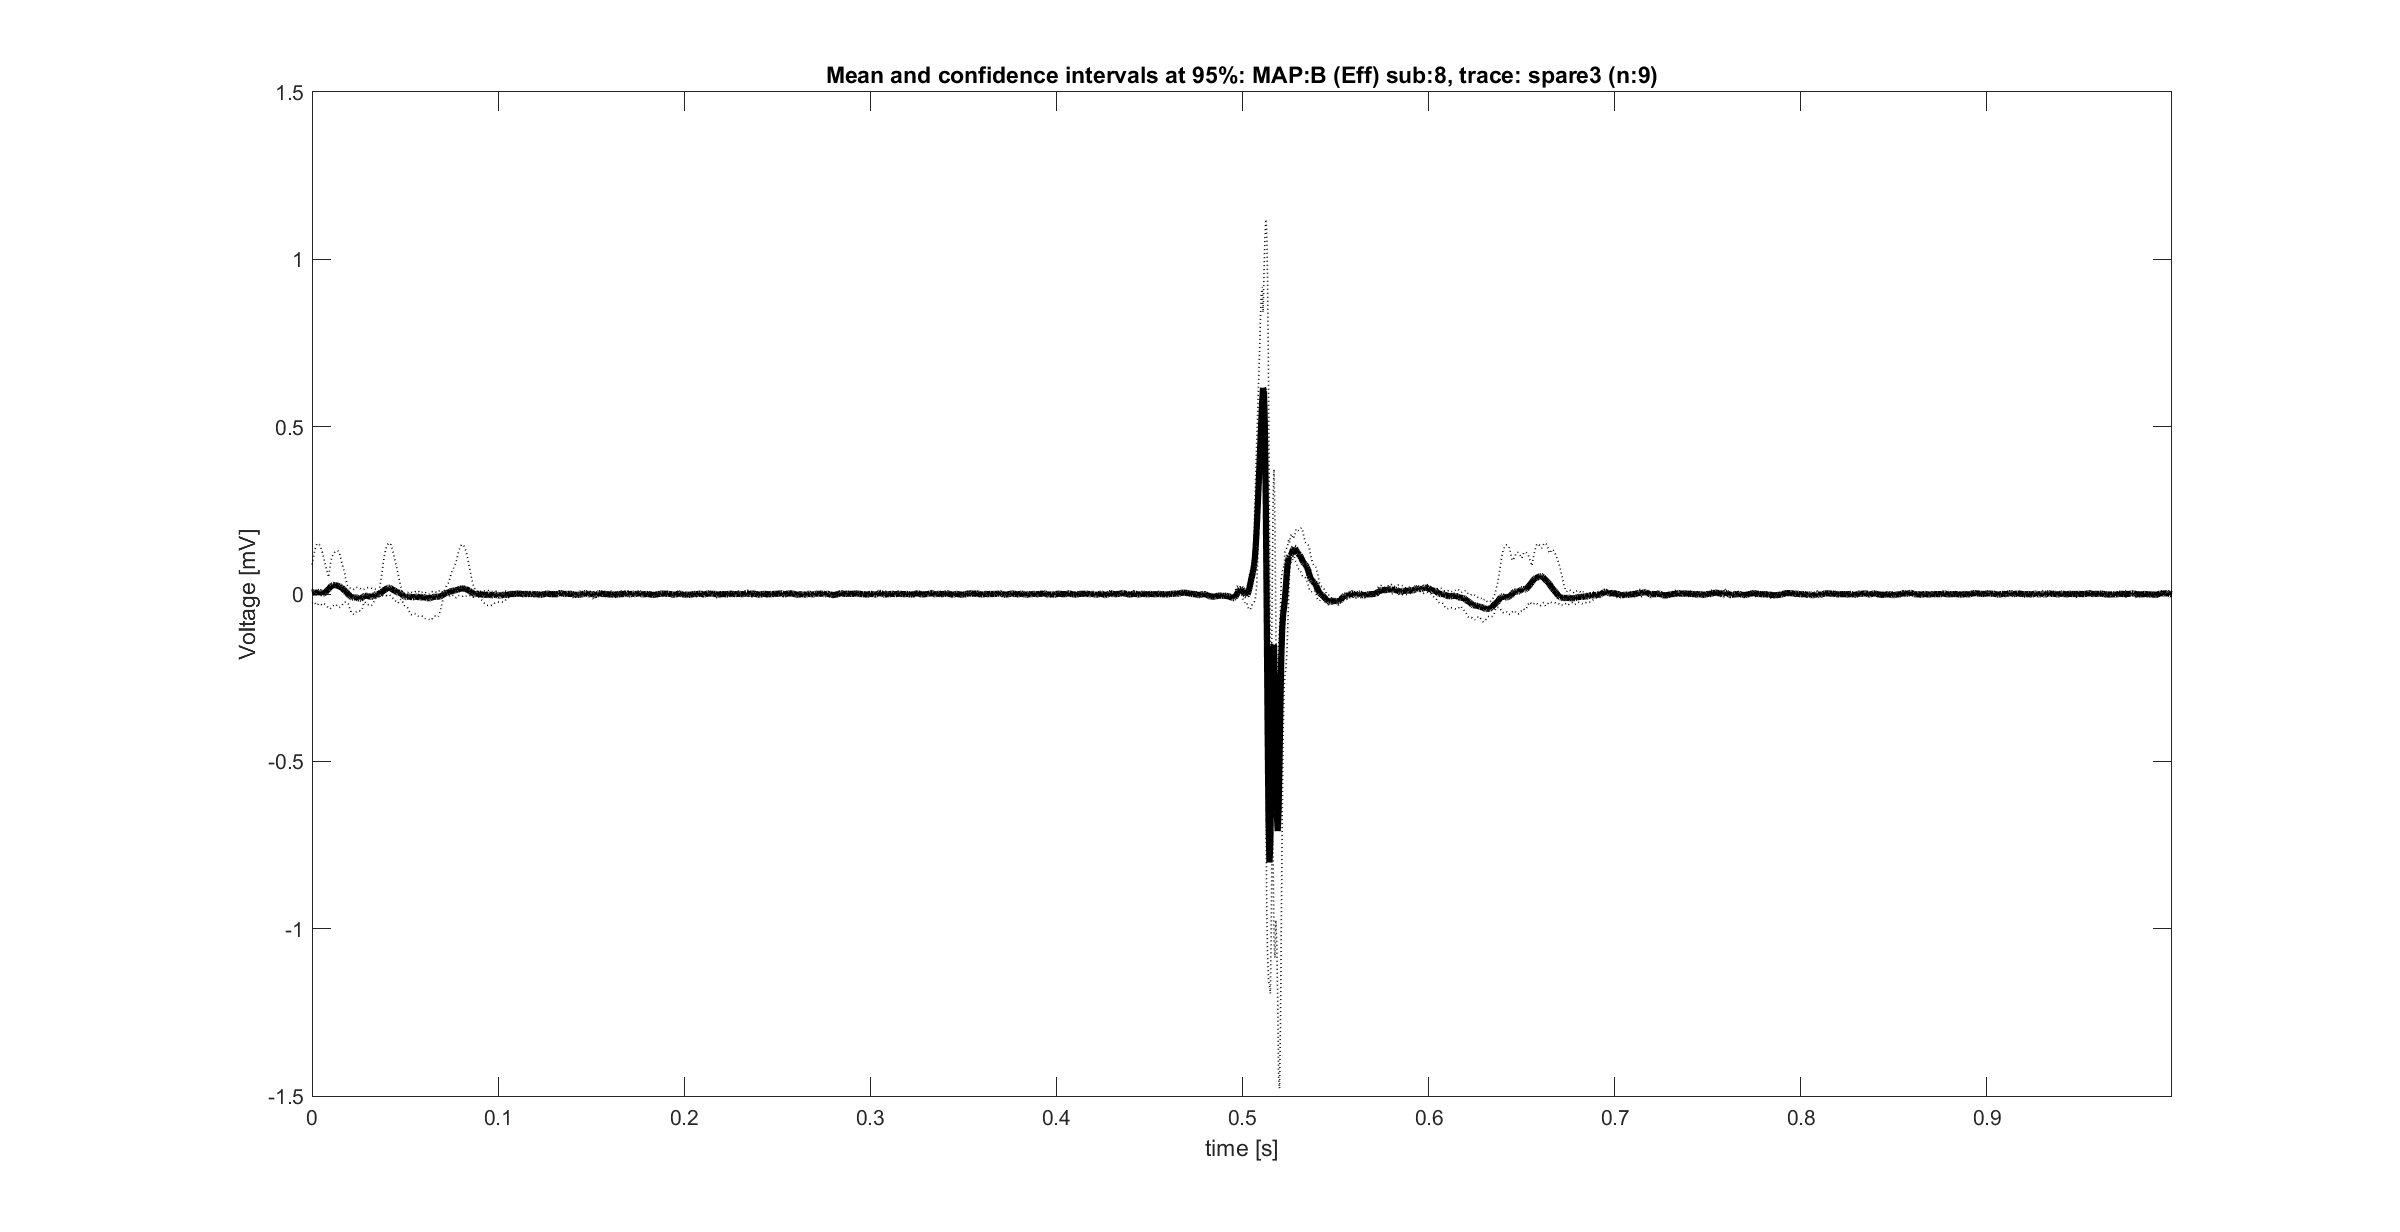 Mean and confidence intervals at 95%: MAP:B (Eff) sub:8, trace: spare3 (n:9)
1.5
1
0.5
0
-0.5
-1
-1.5
Voltage [mV]
0 0.1 0.2 0.3 0.4 0.5 0.6 0.7 0.8 0.9
time [s]